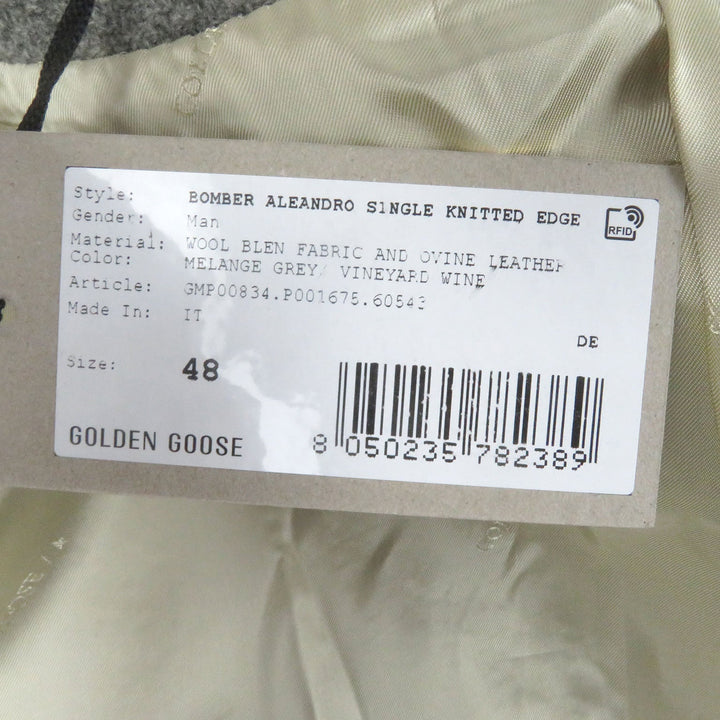 Style: BOMBER ALEANDRO S1NGLE KNITTED EDGE
RFID
Gender: Man
Material: WOOL BLEN FABRIC AND OVINE LEATHER
Color: MELANGE GREY/ VINEYARD WINE
Article: GMP00834.P001675.60543
Made In: IT
DE
Size: 48
GOLDEN GOOSE
8 050235 782389